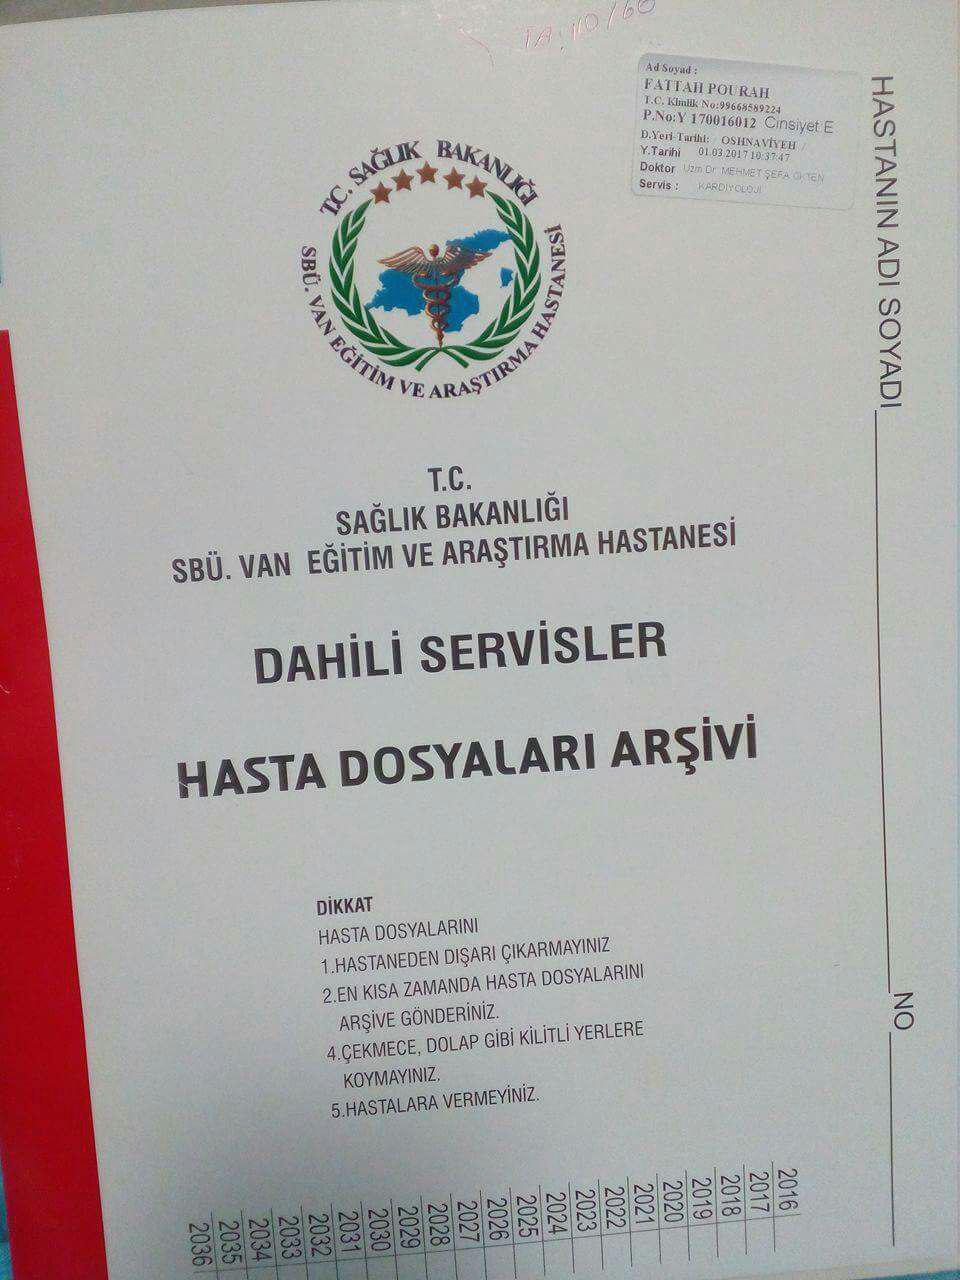 TA: 110/60
Ad Soyad :
FATTAH POURAH
T.C. Kimlik No:99668589224
P.No:Y 170016012 Cinsiyet E
D.Yeri-Tarihi: / OSHNAVİYEH /
Y.Tarihi 01.03.2017 10:37:47
Doktor Uzm Dr. MEHMET ŞEFA ÖKTEN
Servis : KARDİYOLOJİ
HASTANIN ADI SOYADI
NO
T.C. SAĞLIK BAKANLIĞI
SBÜ. VAN EĞİTİM VE ARAŞTIRMA HASTANESİ
T.C.
SAĞLIK BAKANLIĞI
SBÜ. VAN EĞİTİM VE ARAŞTIRMA HASTANESİ
DAHİLİ SERVİSLER
HASTA DOSYALARI ARŞİVİ
DİKKAT
HASTA DOSYALARINI
1.HASTANEDEN DIŞARI ÇIKARMAYINIZ
2.EN KISA ZAMANDA HASTA DOSYALARINI
ARŞİVE GÖNDERİNİZ.
4.ÇEKMECE, DOLAP GİBİ KİLİTLİ YERLERE
KOYMAYINIZ.
5.HASTALARA VERMEYİNİZ.
2016
2017
2018
2019
2020
2021
2022
2023
2024
2025
2026
2027
2028
2029
2030
2031
2032
2033
2034
2035
2036